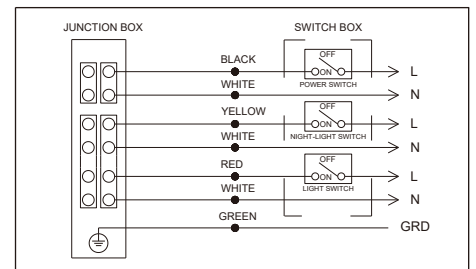 JUNCTION BOX
SWITCH BOX
BLACK
OFF
ON
L
POWER SWITCH
WHITE
N
YELLOW
OFF
ON
L
NIGHT-LIGHT SWITCH
WHITE
N
RED
OFF
ON
L
LIGHT SWITCH
WHITE
N
GREEN
GRD